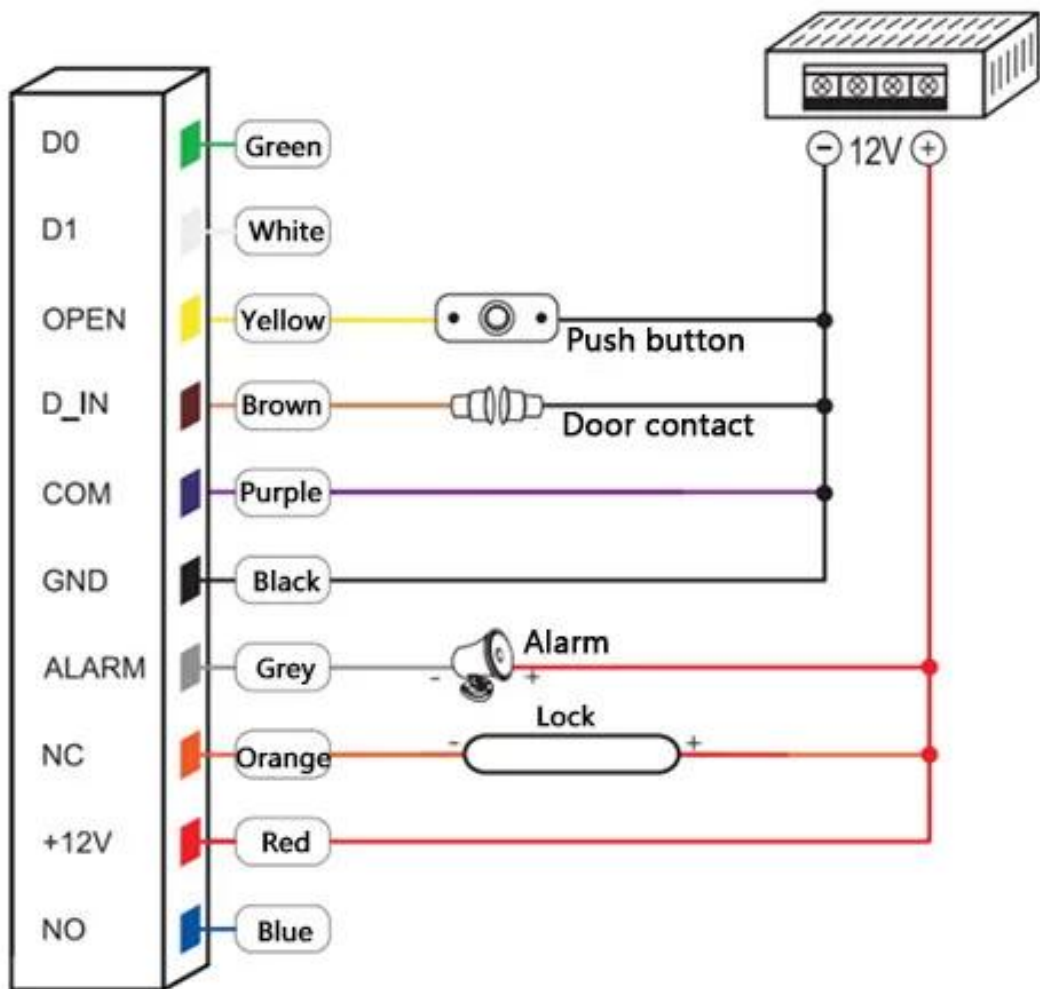 − 12V +
D0 Green
D1 White
OPEN Yellow
Push button
D_IN Brown
Door contact
COM Purple
GND Black
ALARM Grey - + Alarm
Lock
NC Orange - +
+12V Red
NO Blue